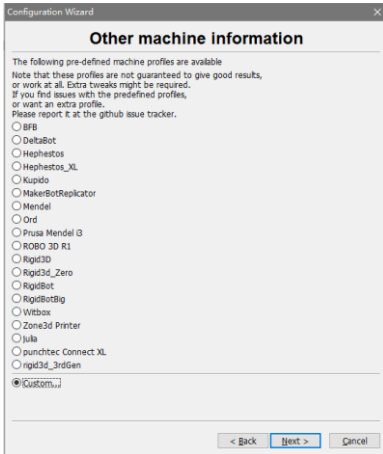 Configuration Wizard
Other machine information
The following pre-defined machine profiles are available
Note that these profiles are not guaranteed to give good results,
or work at all. Extra tweaks might be required.
If you find issues with the predefined profiles,
or want an extra profile.
Please report it at the github issue tracker.
BFB
DeltaBot
Hephestos
Hephestos_XL
Kupido
MakerBotReplicator
Mendel
Ord
Prusa Mendel i3
ROBO 3D R1
Rigid3D
Rigid3d_Zero
RigidBot
RigidBotBig
Witbox
Zone3d Printer
Julia
punchtec Connect XL
rigid3d_3rdGen
Custom...
< Back Next > Cancel